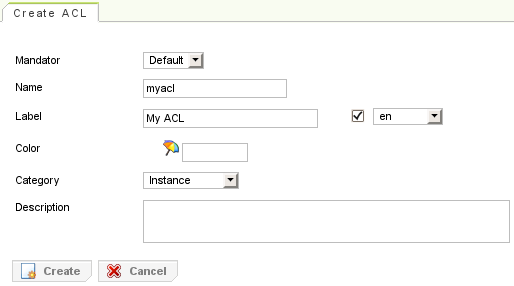 Create ACL
Mandator Default
Name myacl
Label My ACL en
Color
Category Instance
Description
Create Cancel